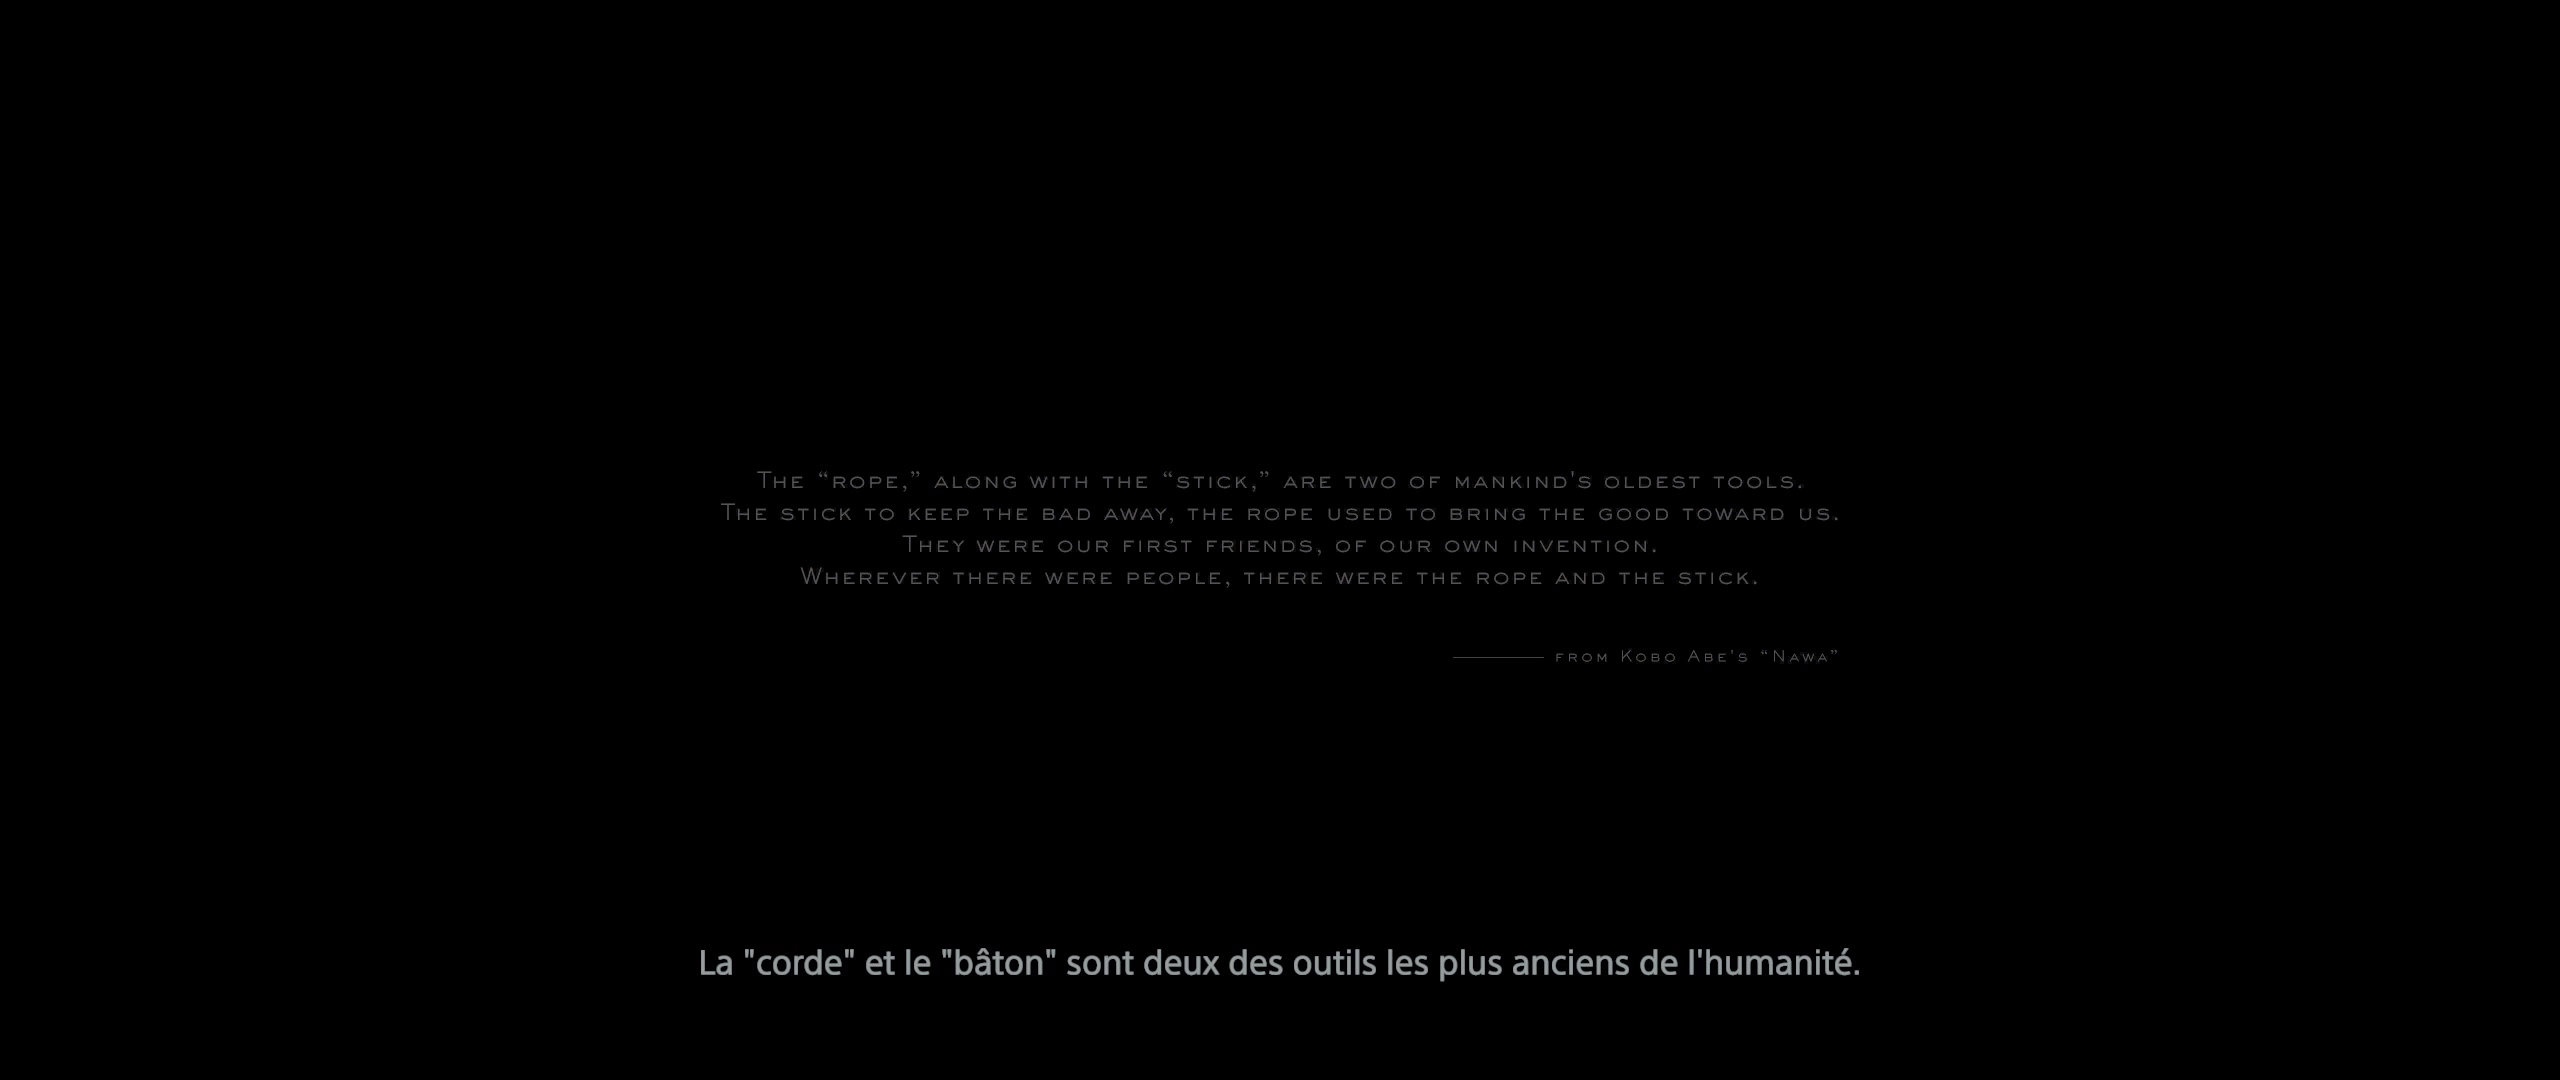 The “rope,” along with the “stick,” are two of mankind's oldest tools.
The stick to keep the bad away, the rope used to bring the good toward us.
They were our first friends, of our own invention.
Wherever there were people, there were the rope and the stick.
from Kobo Abe's “Nawa”
La "corde" et le "bâton" sont deux des outils les plus anciens de l'humanité.